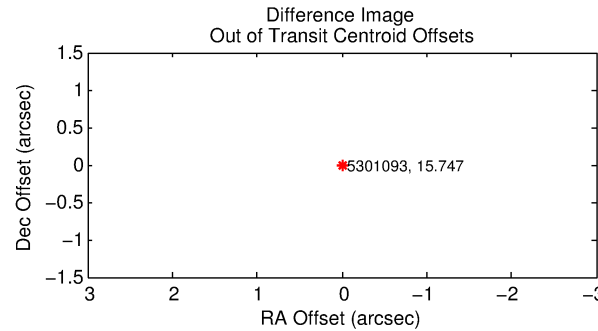 Difference Image
Out of Transit Centroid Offsets
1.5
1
0.5
0
−0.5
−1
−1.5
Dec Offset (arcsec)
5301093, 15.747
3 2 1 0 −1 −2
RA Offset (arcsec)